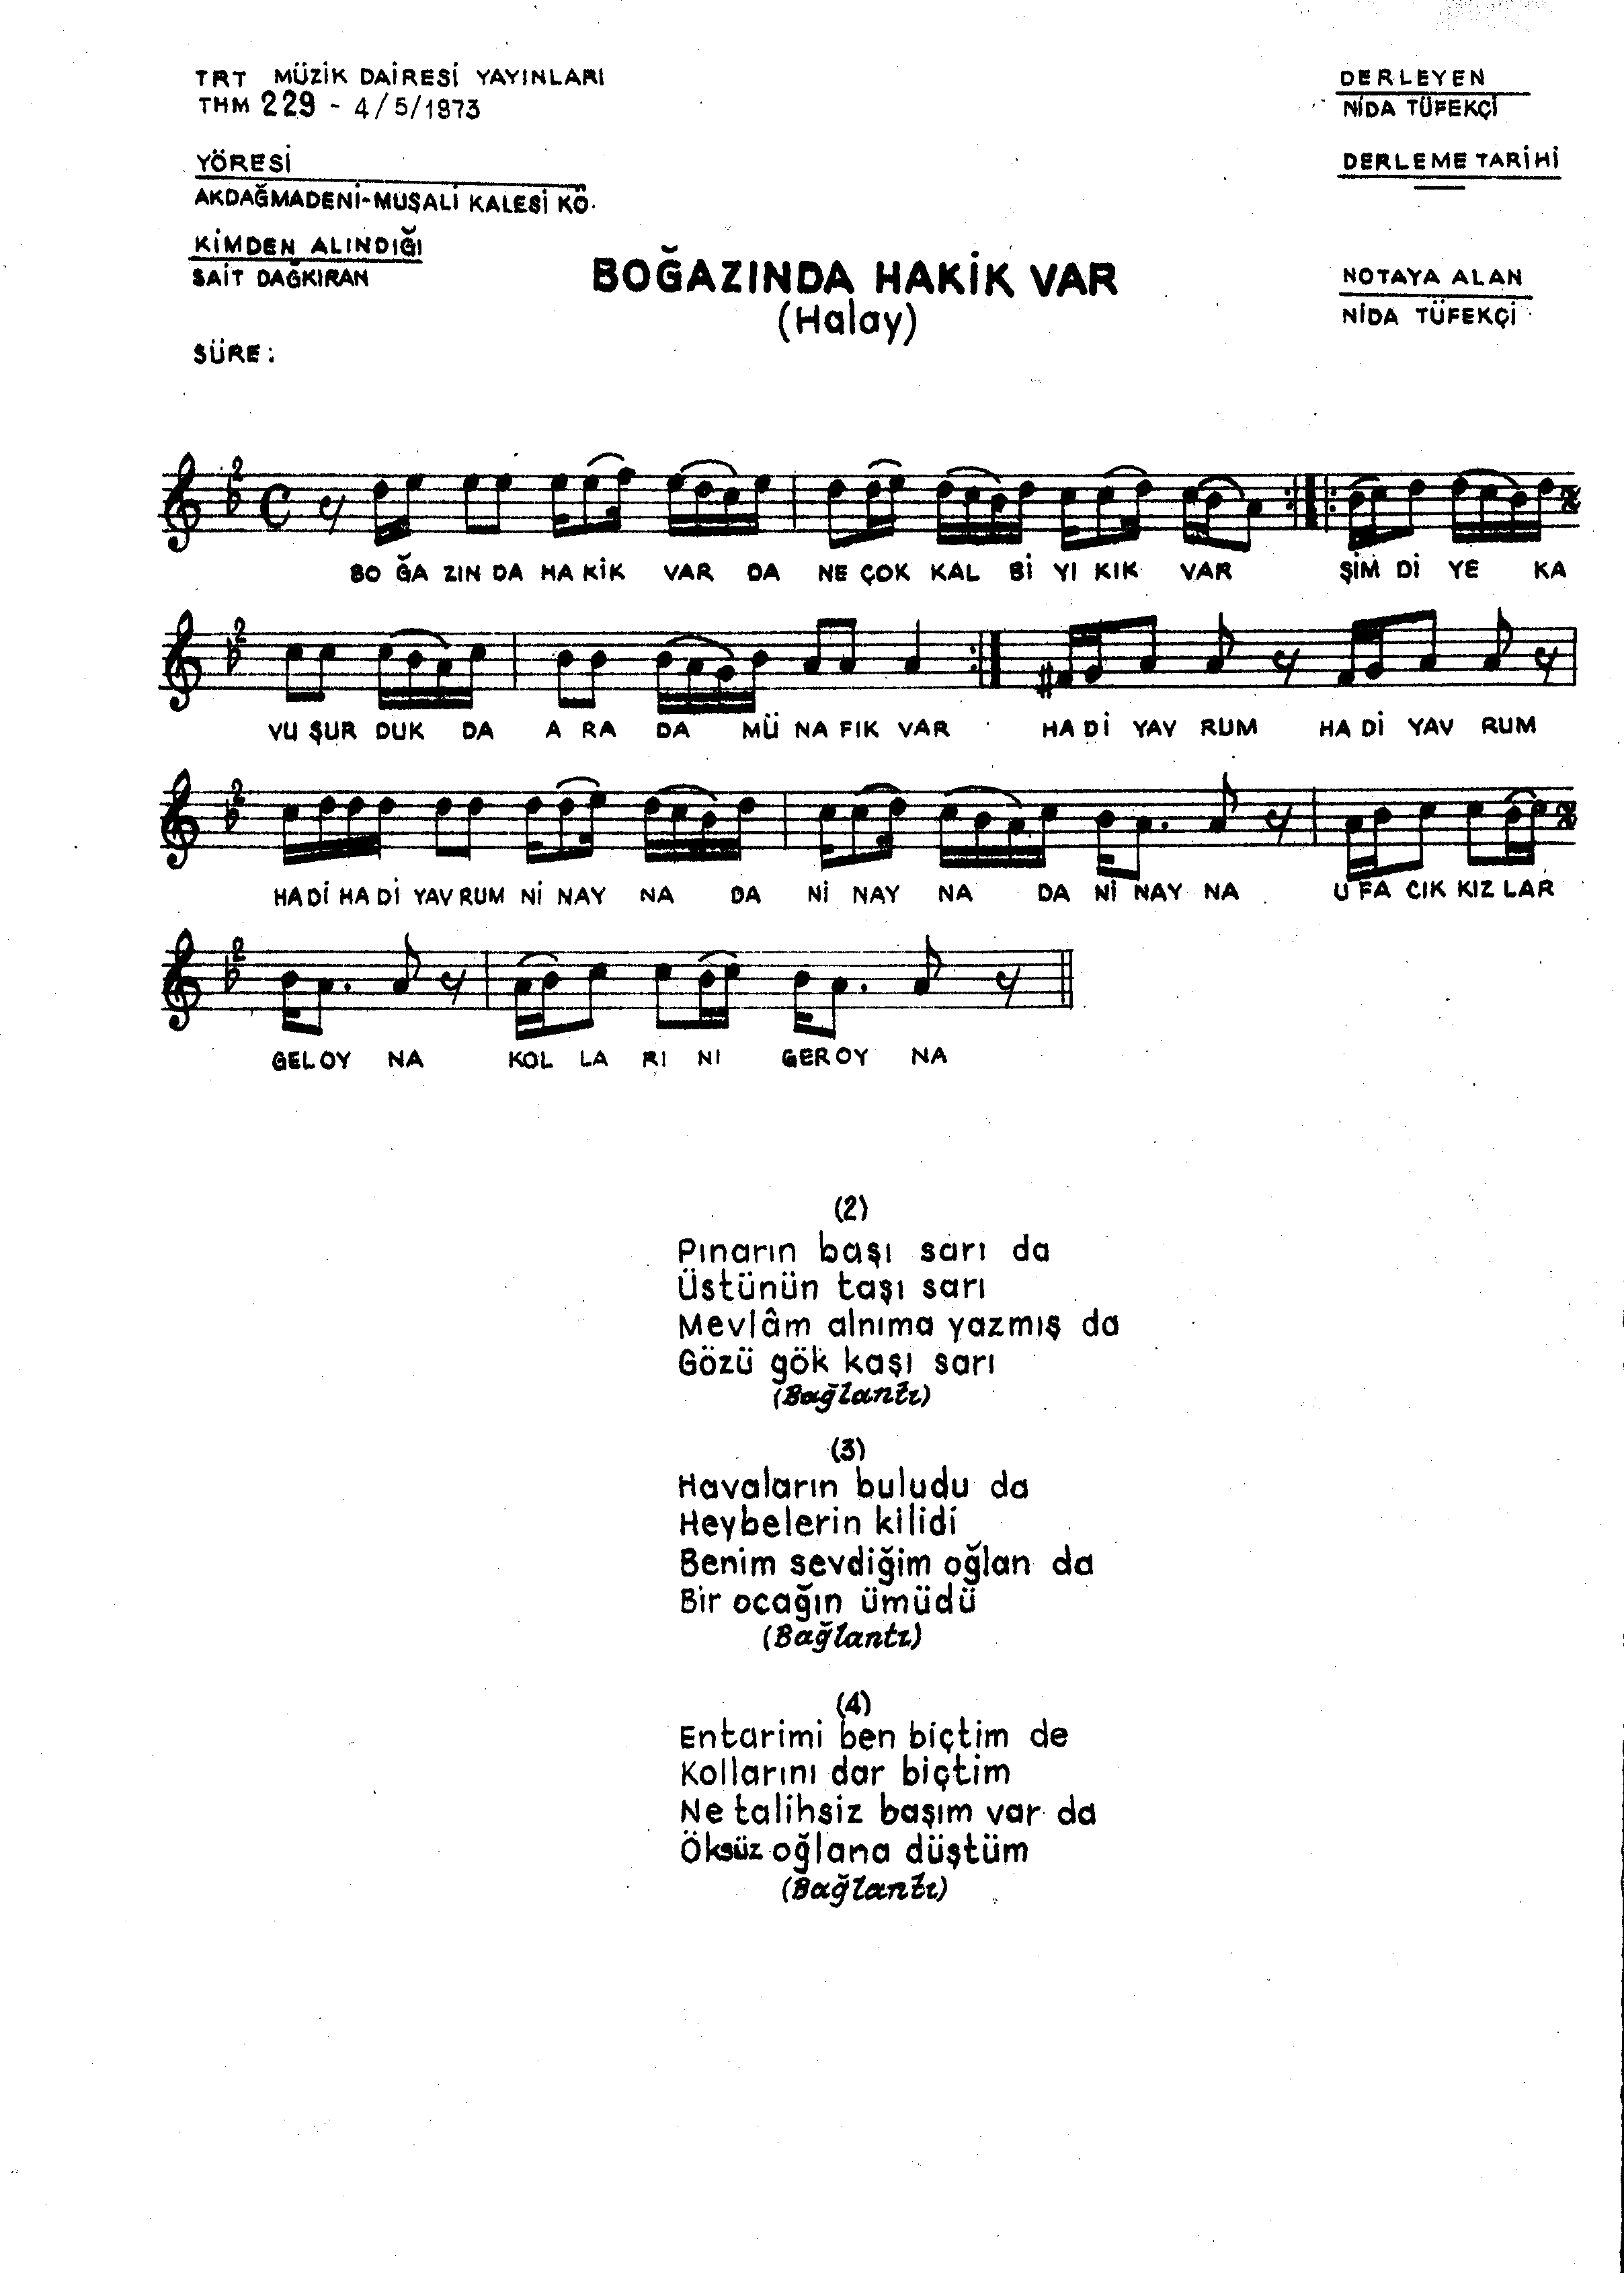 TRT MÜZİK DAİRESİ YAYINLARI
THM 229 - 4/5/1973
DERLEYEN
NİDA TÜFEKÇİ
YÖRESİ
AKDAĞMADENİ-MUŞALİ KALESİ KÖ.
DERLEME TARİHİ
KİMDEN ALINDIĞI
SAİT DAĞKIRAN
BOĞAZINDA HAKİK VAR
(Halay)
NOTAYA ALAN
NİDA TÜFEKÇİ
SÜRE:
BO ĞA ZIN DA HA KİK VAR DA NE ÇOK KAL Bİ YI KIK VAR ŞİM Dİ YE KA
VU ŞUR DUK DA A RA DA MÜ NA FIK VAR HA Dİ YAV RUM HA Dİ YAV RUM
HA Dİ HA Dİ YAV RUM Nİ NAY NA DA Nİ NAY NA DA Nİ NAY NA U FA CIK KIZ LAR
GEL OY NA KOL LA RI NI GER OY NA
(2)
Pınarın başı sarı da
Üstünün taşı sarı
Mevlâm alnıma yazmış da
Gözü gök kaşı sarı
(Bağlantı)
(3)
Havaların buludu da
Heybelerin kilidi
Benim sevdiğim oğlan da
Bir ocağın ümüdü
(Bağlantı)
(4)
Entarimi ben biçtim de
Kollarını dar biçtim
Ne talihsiz başım var da
Öksüz oğlana düştüm
(Bağlantı)